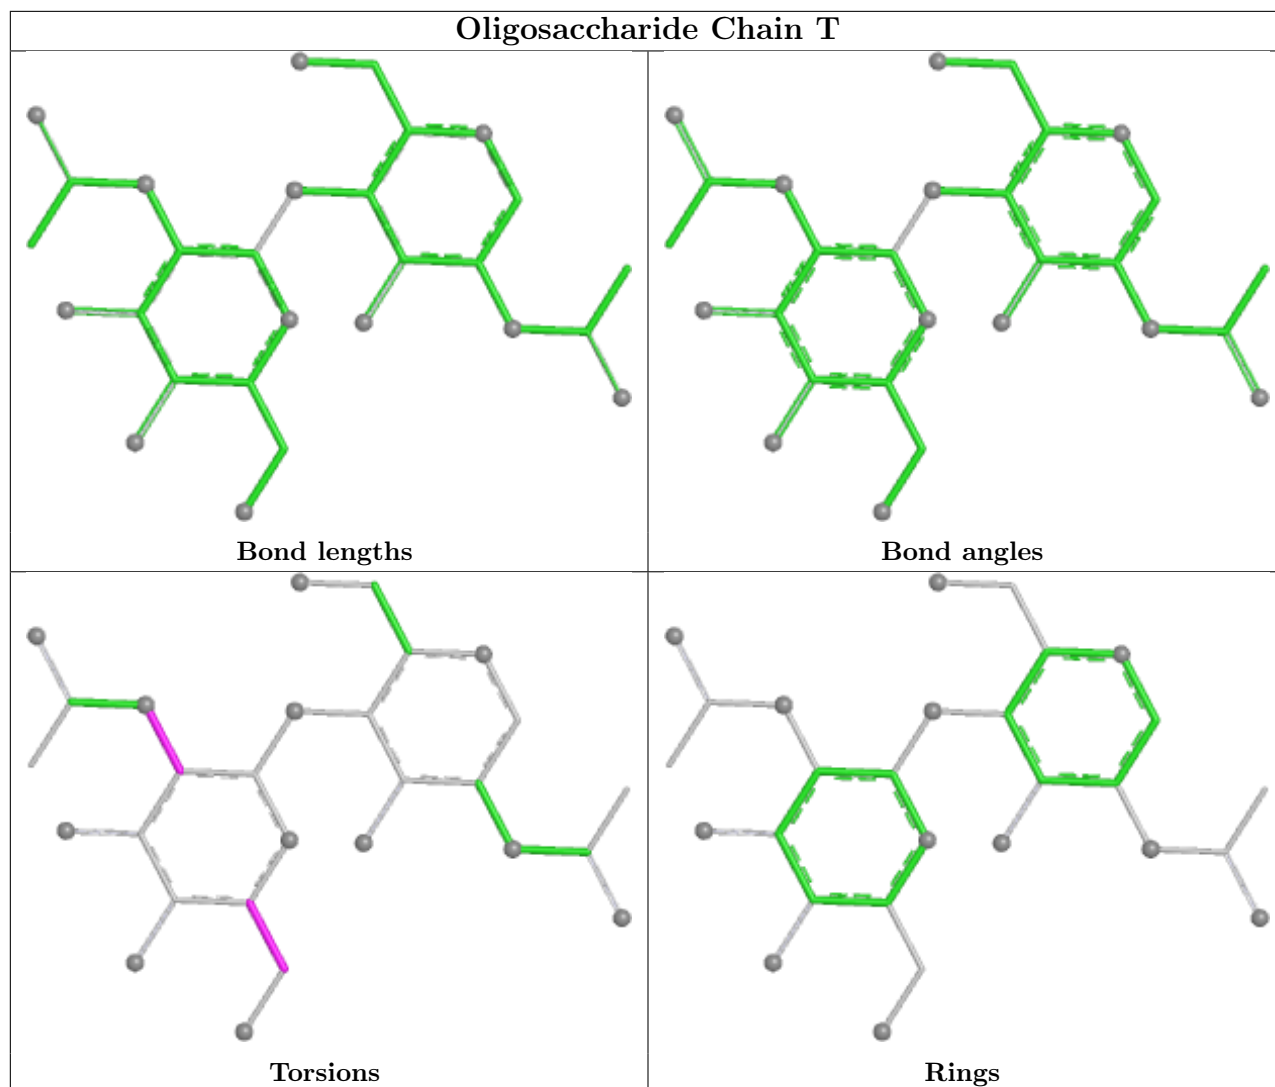 Oligosaccharide Chain T
Bond lengths
Bond angles
Torsions
Rings